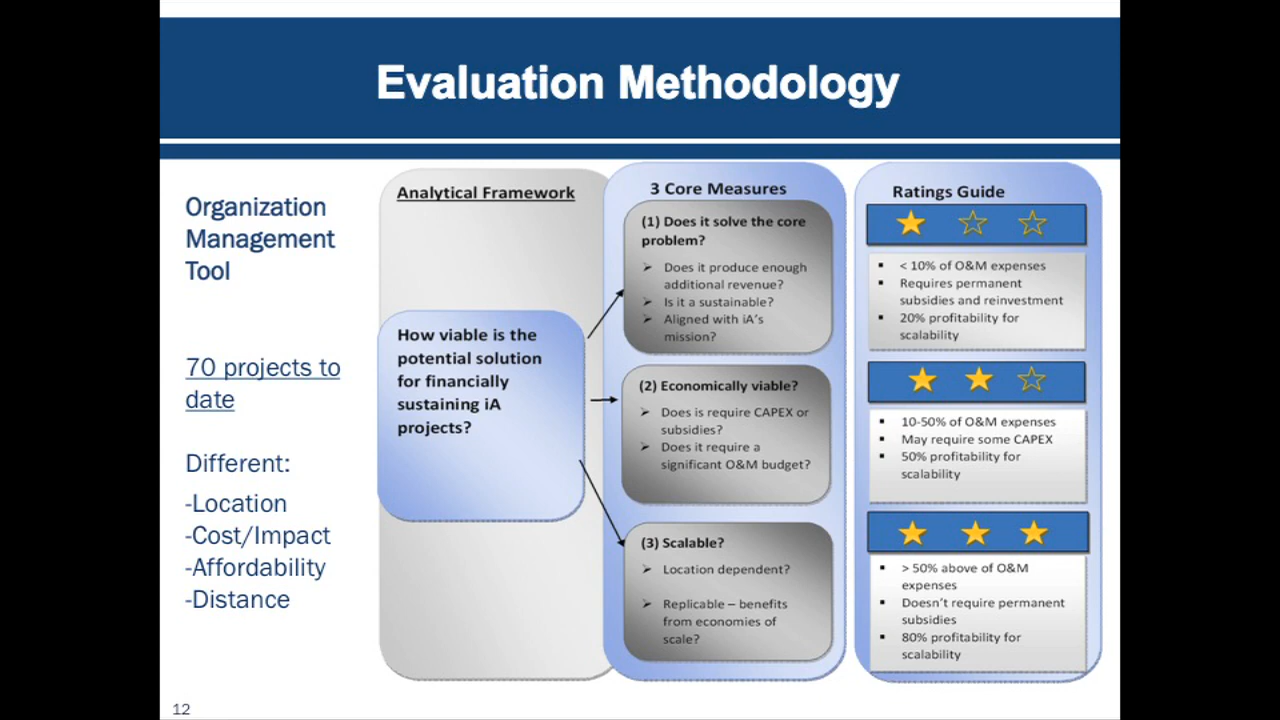 Evaluation Methodology
Organization
Management
Tool
70 projects to
date
Different:
-Location
-Cost/Impact
-Affordability
-Distance
Analytical Framework
How viable is the
potential solution
for financially
sustaining iA
projects?
3 Core Measures
(1) Does it solve the core
problem?
Does it produce enough
additional revenue?
Is it a sustainable?
Aligned with iA's
mission?
(2) Economically viable?
Does is require CAPEX or
subsidies?
Does it require a
significant O&M budget?
(3) Scalable?
Location dependent?
Replicable – benefits
from economies of
scale?
Ratings Guide
< 10% of O&M expenses
Requires permanent
subsidies and reinvestment
20% profitability for
scalability
10-50% of O&M expenses
May require some CAPEX
50% profitability for
scalability
> 50% above of O&M
expenses
Doesn't require permanent
subsidies
80% profitability for
scalability
12